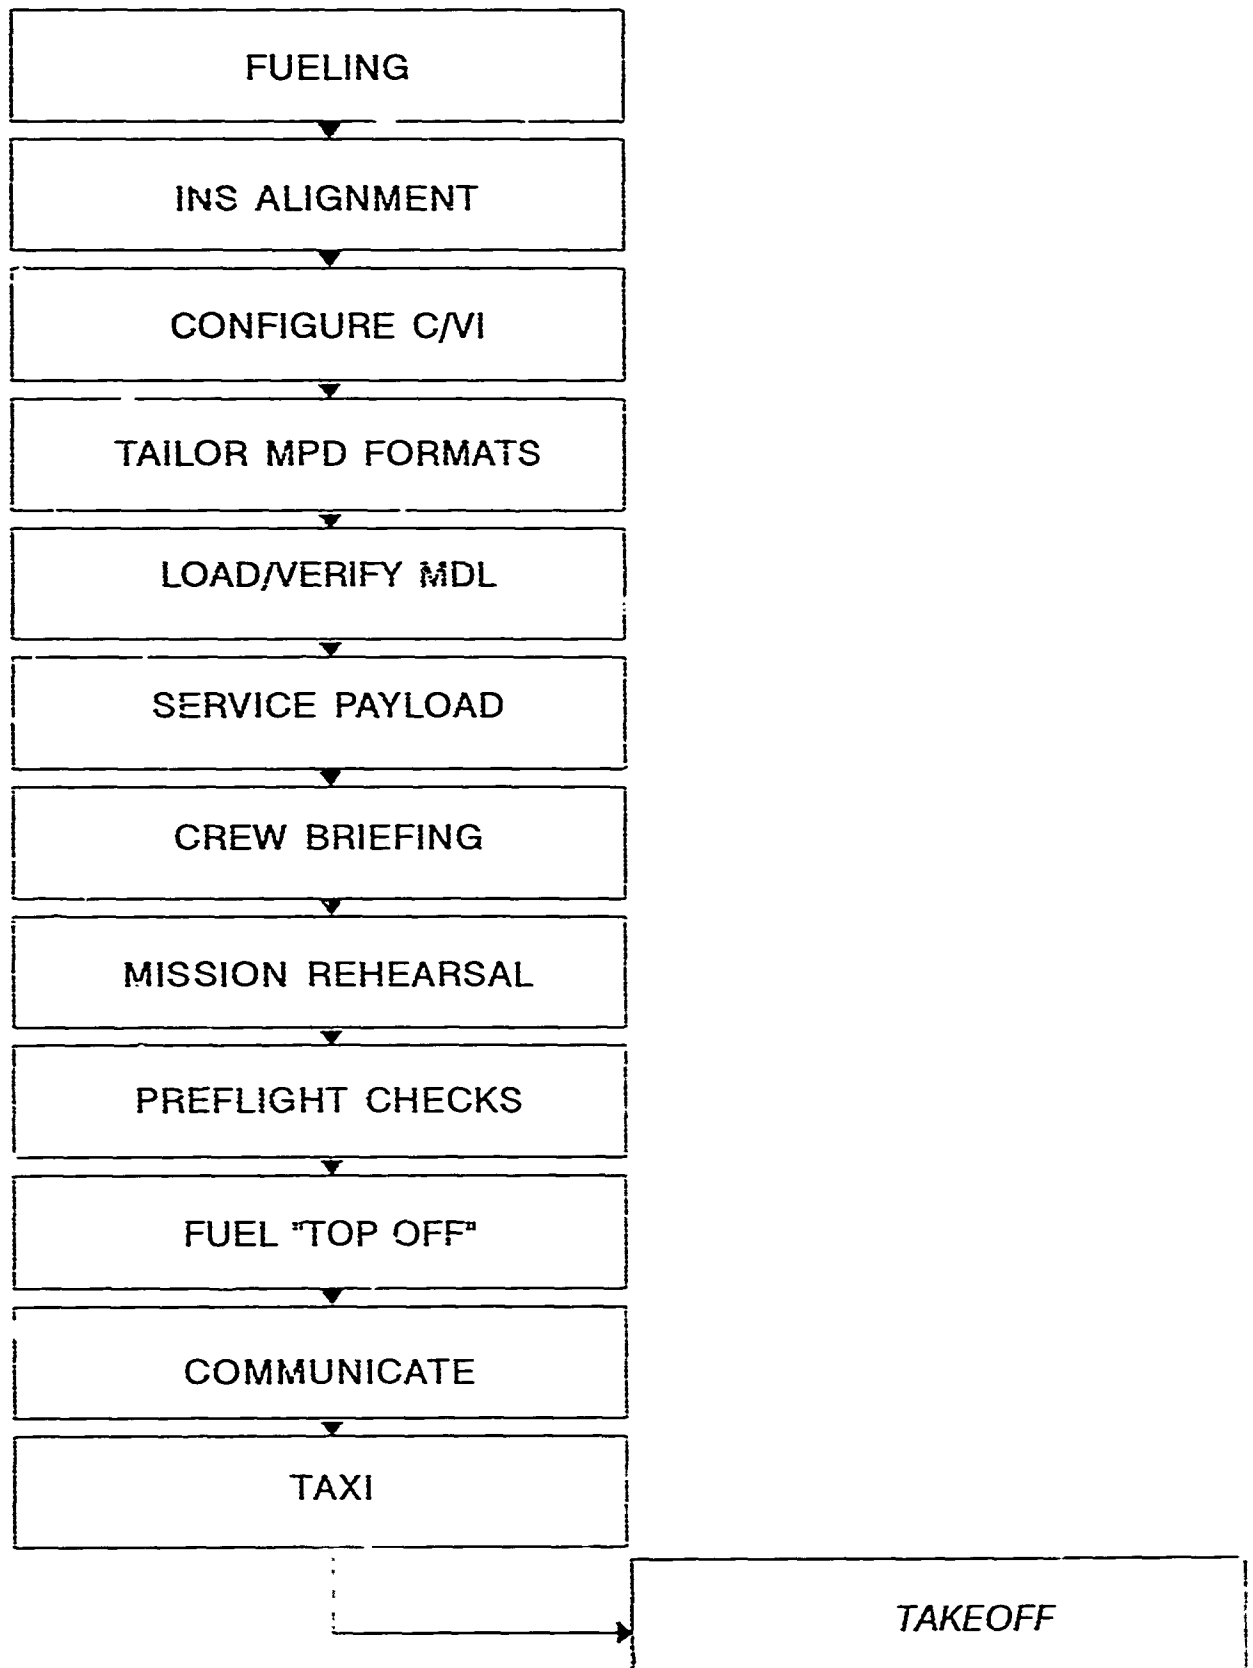 FUELING
INS ALIGNMENT
CONFIGURE C/VI
TAILOR MPD FORMATS
LOAD/VERIFY MDL
SERVICE PAYLOAD
CREW BRIEFING
MISSION REHEARSAL
PREFLIGHT CHECKS
FUEL "TOP OFF"
COMMUNICATE
TAXI
TAKEOFF